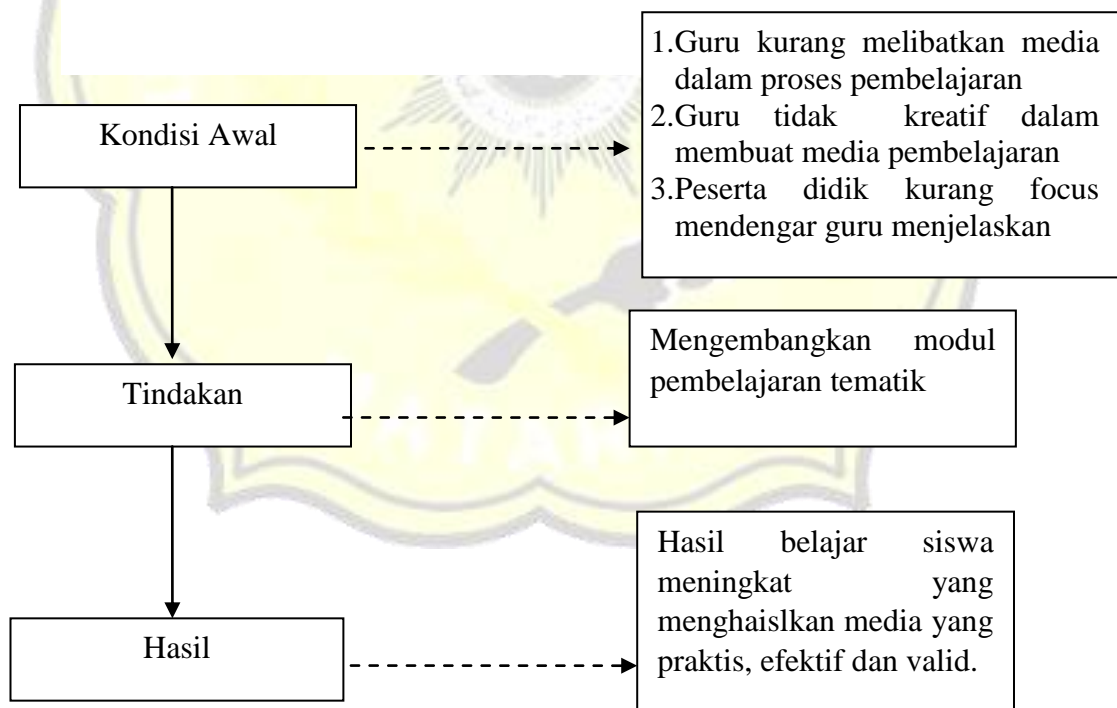 Kondisi Awal
1.Guru kurang melibatkan media
dalam proses pembelajaran
2.Guru tidak kreatif dalam
membuat media pembelajaran
3.Peserta didik kurang focus
mendengar guru menjelaskan
Tindakan
Mengembangkan modul
pembelajaran tematik
Hasil
Hasil belajar siswa
meningkat yang
menghaislkan media yang
praktis, efektif dan valid.